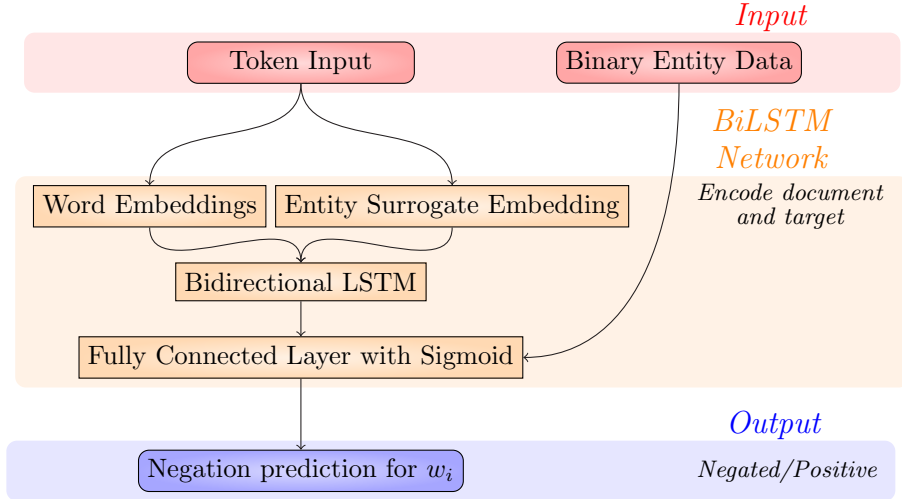 Input
Token Input
Binary Entity Data
BiLSTM
Network
Encode document
and target
Word Embeddings
Entity Surrogate Embedding
Bidirectional LSTM
Fully Connected Layer with Sigmoid
Output
Negation prediction for w_i
Negated/Positive